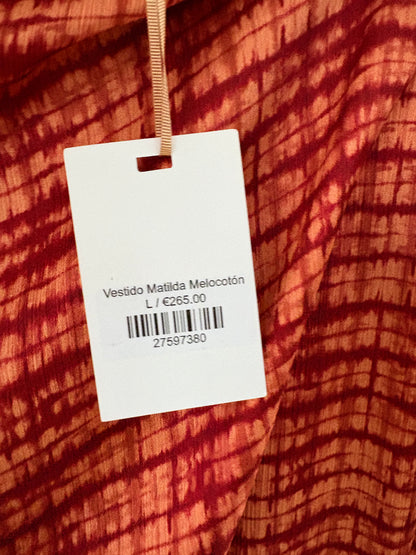 Vestido Matilda Melocotón
L / €265.00
27597380